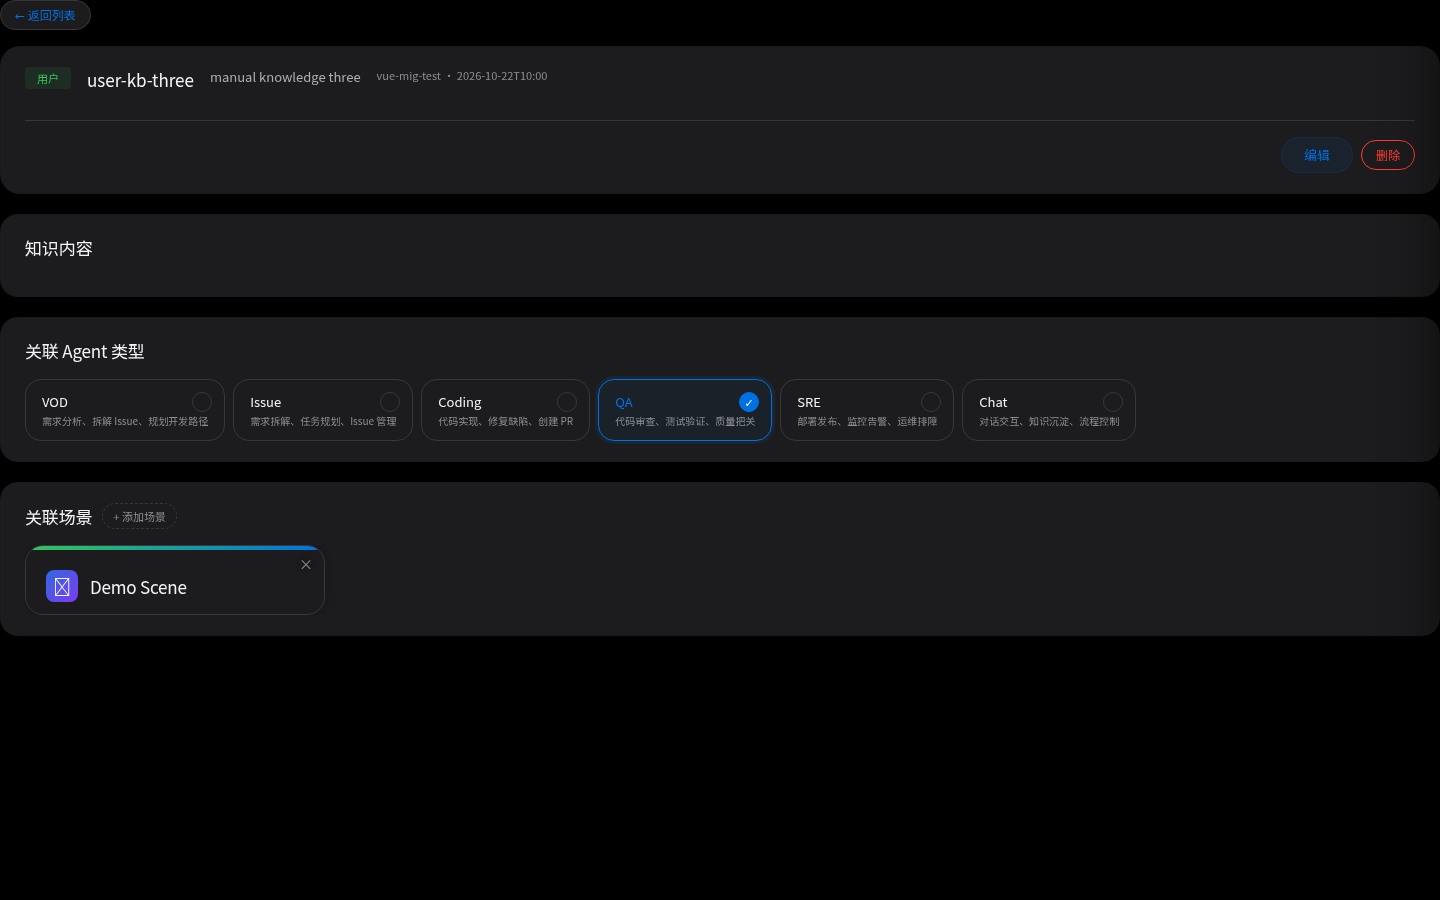 ← 返回列表
用户 user-kb-three manual knowledge three vue-mig-test · 2026-10-22T10:00
编辑 删除
知识内容
关联 Agent 类型
VOD
需求分析、拆解 Issue、规划开发路径
Issue
需求拆解、任务规划、Issue 管理
Coding
代码实现、修复缺陷、创建 PR
QA ✓
代码审查、测试验证、质量把关
SRE
部署发布、监控告警、运维排障
Chat
对话交互、知识沉淀、流程控制
关联场景 + 添加场景
Demo Scene